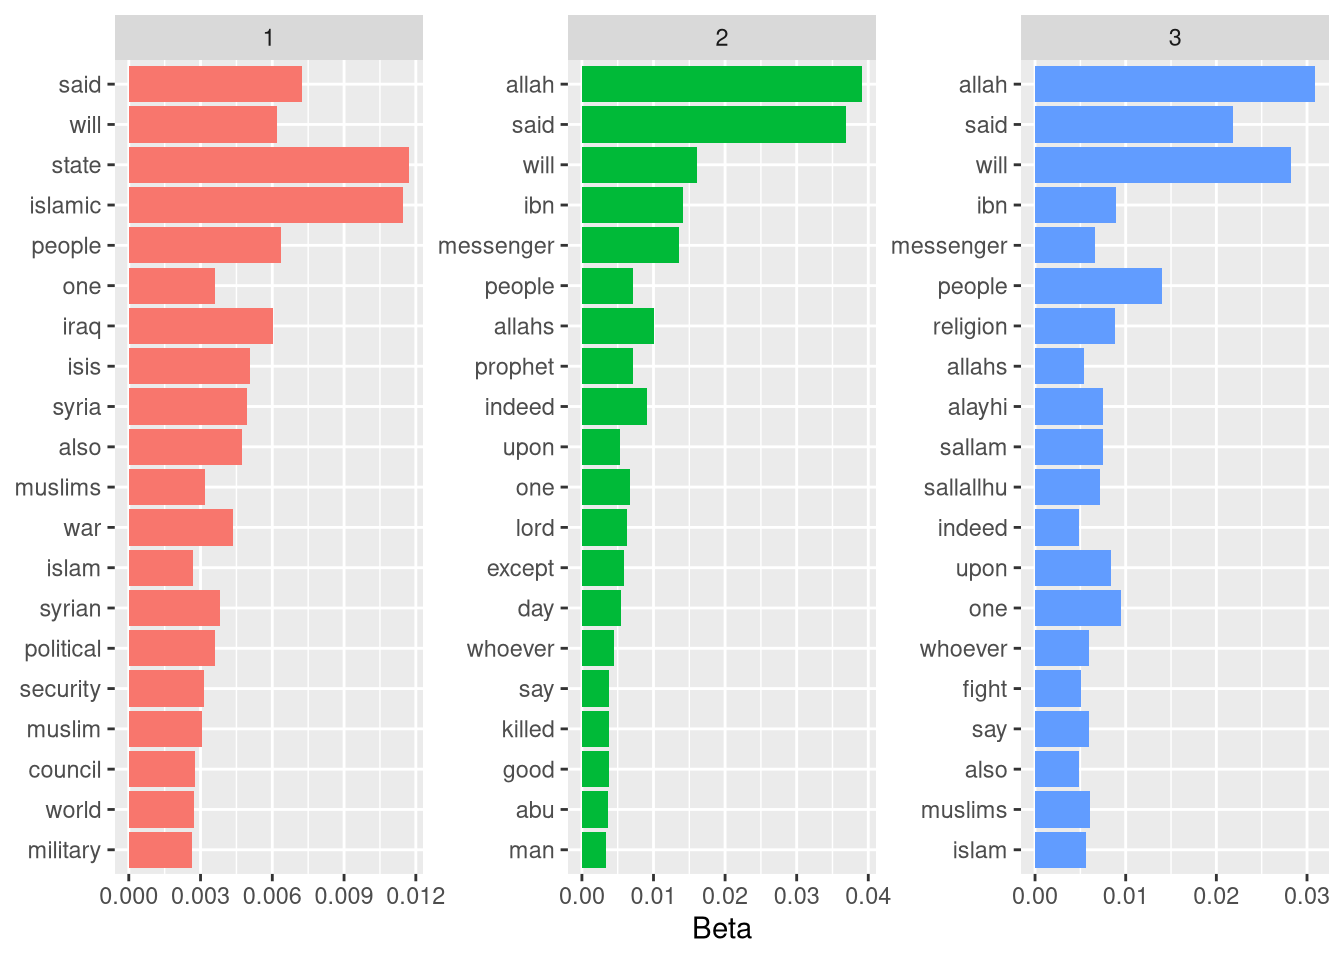 1
said
will
state
islamic
people
one
iraq
isis
syria
also
muslims
war
islam
syrian
political
security
muslim
council
world
military
0.000 0.003 0.006 0.009 0.012
2
allah
said
will
ibn
messenger
people
allahs
prophet
indeed
upon
one
lord
except
day
whoever
say
killed
good
abu
man
0.00 0.01 0.02 0.03 0.04
3
allah
said
will
ibn
messenger
people
religion
allahs
alayhi
sallam
sallallhu
indeed
upon
one
whoever
fight
say
also
muslims
islam
0.00 0.01 0.02 0.03
Beta